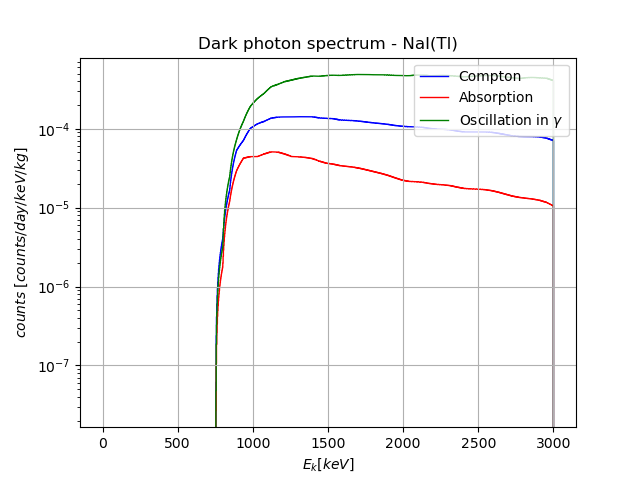 Dark photon spectrum - NaI(Tl)
Compton
Absorption
Oscillation in γ
counts [counts/day/keV/kg]
10⁻⁴
10⁻⁵
10⁻⁶
10⁻⁷
0 500 1000 1500 2000 2500 3000
Eₖ[keV]